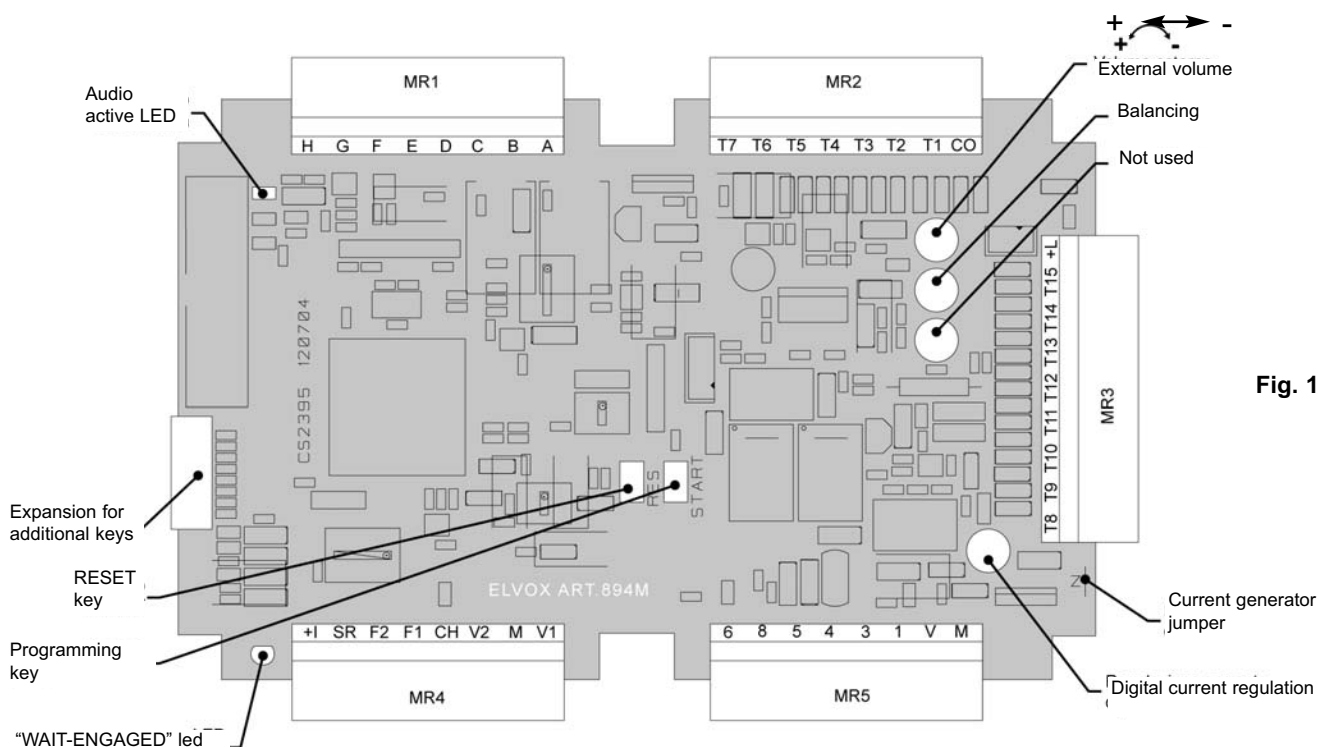 + -
+ -
MR1
MR2
External volume
Audio
active LED
Balancing
H G F E D C B A
T7 T6 T5 T4 T3 T2 T1 CO
Not used
+L
T15
T14
T13
T12
T11
T10
T9
T8
MR3
CS2395 120704
Fig. 1
RES
START
Expansion for
additional keys
RESET
key
ELVOX ART.894M
Z
Current generator
jumper
+I SR F2 F1 CH V2 M V1
6 8 5 4 3 1 V M
Programming
key
MR4
MR5
Digital current regulation
“WAIT-ENGAGED” led